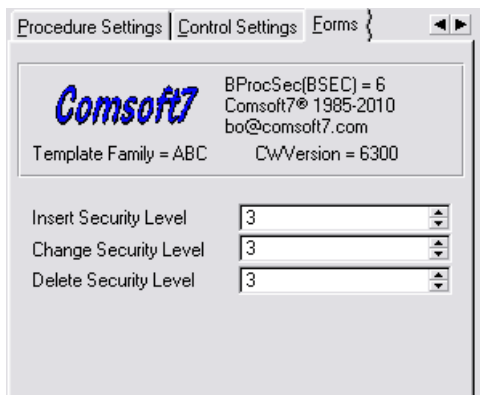 Procedure Settings Control Settings Forms
Comsoft7
BProcSec(BSEC) = 6
Comsoft7® 1985-2010
bo@comsoft7.com
Template Family = ABC CWVersion = 6300
Insert Security Level 3
Change Security Level 3
Delete Security Level 3